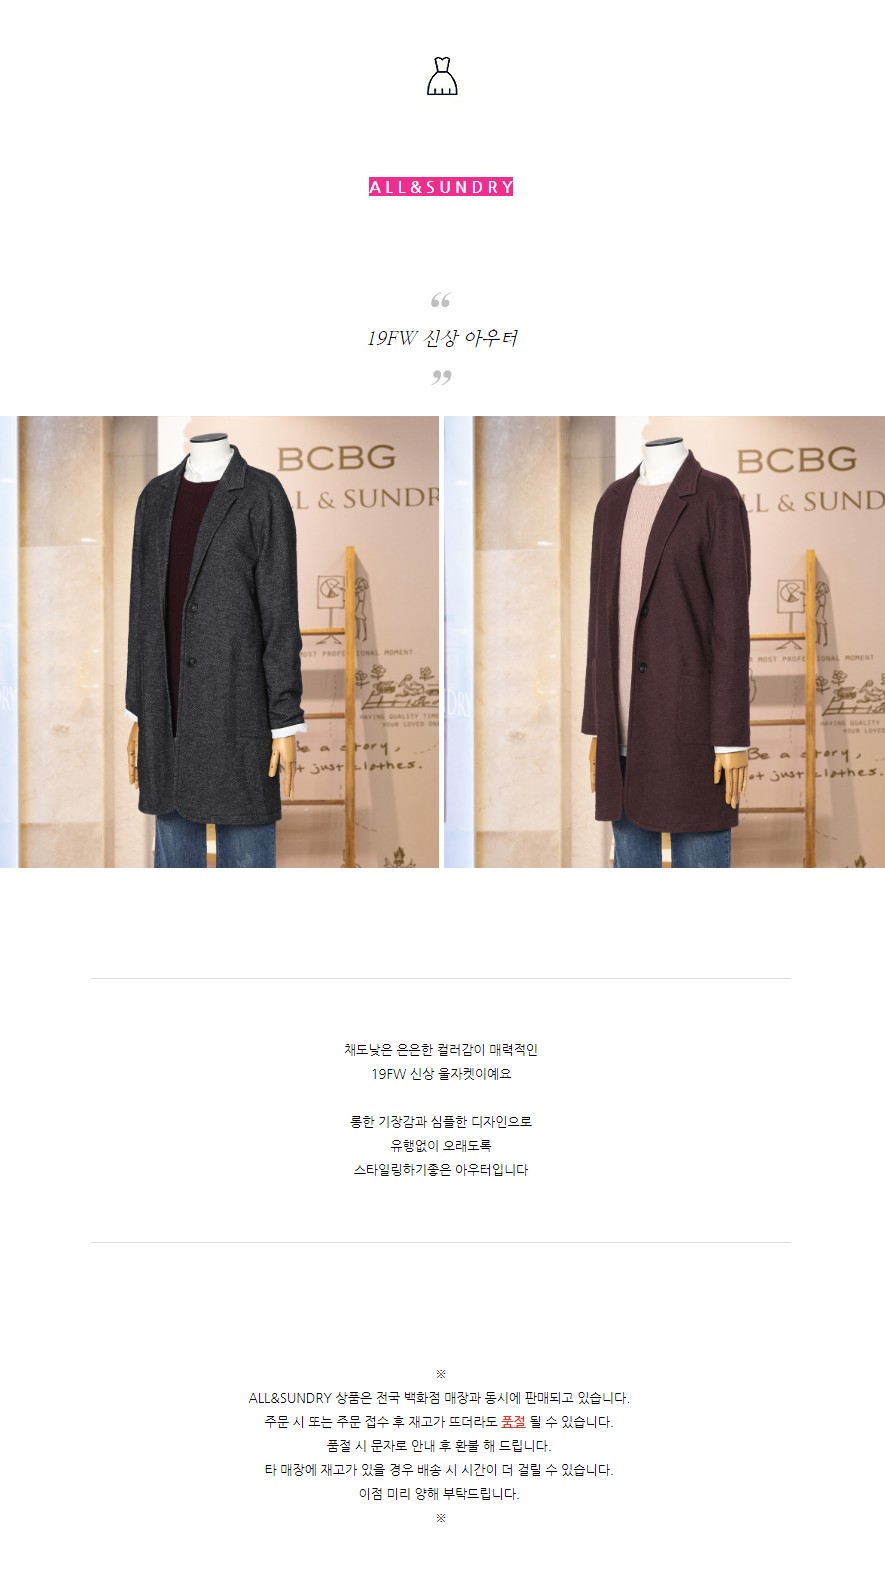 ALL&SUNDRY
“
19FW 신상 아우터
”
BCBG
LL & SUNDR
MOST PROFESSIONAL MOMENT
HAVING QUALITY TIME
YOUR LOVED ON
Be a story,
not just clothes.
BCBG
LL & SUND
MOST PROFESSIONAL MOMENT
HAVING QUALITY
YOUR LOVED
Be a story,
not just clothes.
채도낮은 은은한 컬러감이 매력적인
19FW 신상 울자켓이예요
롱한 기장감과 심플한 디자인으로
유행없이 오래도록
스타일링하기좋은 아우터입니다
※
ALL&SUNDRY 상품은 전국 백화점 매장과 동시에 판매되고 있습니다.
주문 시 또는 주문 접수 후 재고가 뜨더라도 품절 될 수 있습니다.
품절 시 문자로 안내 후 환불 해 드립니다.
타 매장에 재고가 있을 경우 배송 시 시간이 더 걸릴 수 있습니다.
이점 미리 양해 부탁드립니다.
※